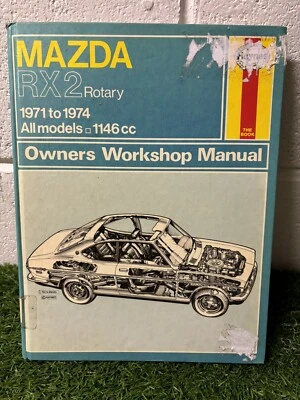 MAZDA
RX2 Rotary
1971 to 1974
All models □ 1146 cc
THE
BOOK
Owners Workshop Manual